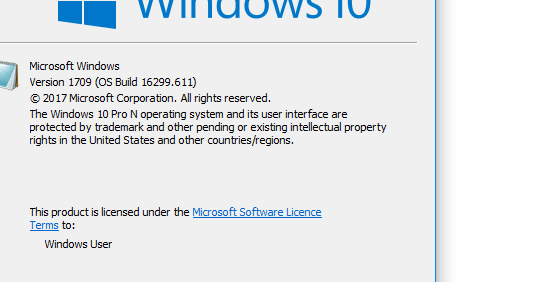 Windows 10
Microsoft Windows
Version 1709 (OS Build 16299.611)
© 2017 Microsoft Corporation. All rights reserved.
The Windows 10 Pro N operating system and its user interface are
protected by trademark and other pending or existing intellectual property
rights in the United States and other countries/regions.
This product is licensed under the Microsoft Software Licence
Terms to:
Windows User